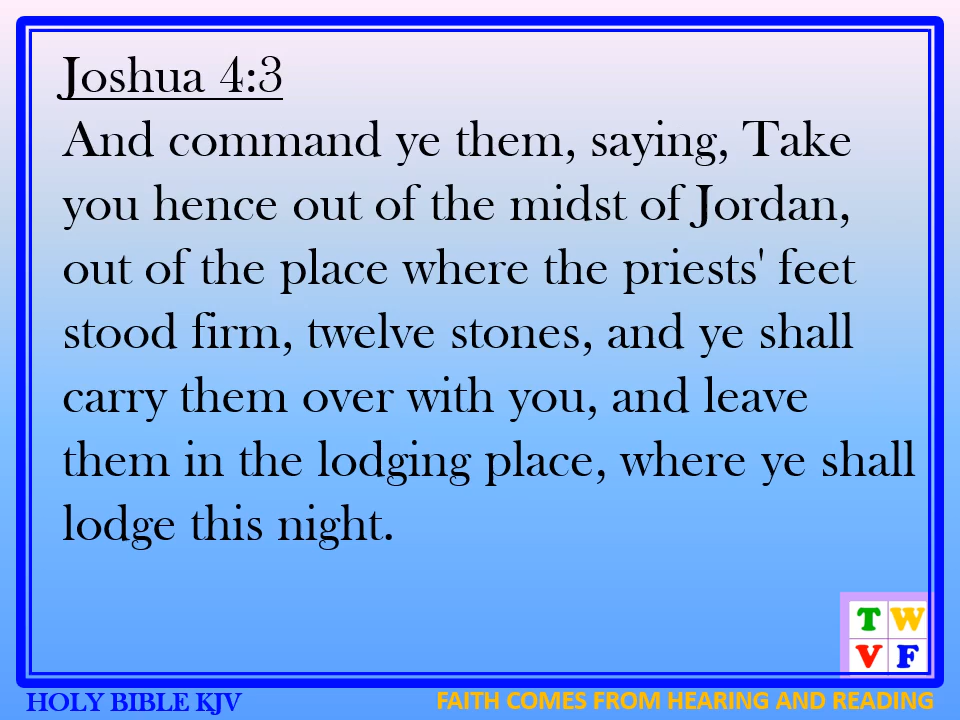 Joshua 4:3
And command ye them, saying, Take
you hence out of the midst of Jordan,
out of the place where the priests' feet
stood firm, twelve stones, and ye shall
carry them over with you, and leave
them in the lodging place, where ye shall
lodge this night.
T W
V F
HOLY BIBLE KJV
FAITH COMES FROM HEARING AND READING